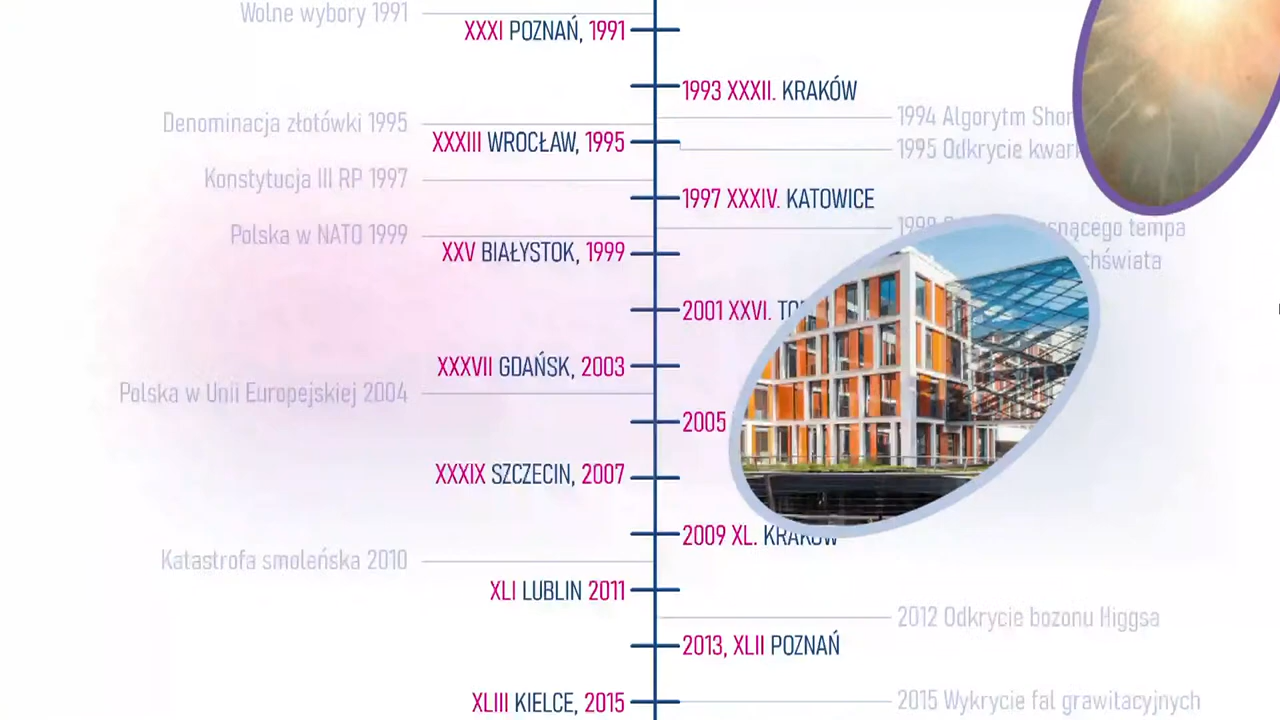 Wolne wybory 1991
XXXI POZNAŃ, 1991
1993 XXXII. KRAKÓW
Denominacja złotówki 1995
1994 Algorytm
XXXIII WROCŁAW, 1995
1995 Odkrycie
Konstytucja III RP 1997
1997 XXXIV. KATOWICE
Polska w NATO 1999
tempa
XXV BIAŁYSTOK, 1999
2001 XXVI.
XXXVII GDAŃSK, 2003
Polska w Unii Europejskiej 2004
2005
XXXIX SZCZECIN, 2007
2009 XL. KRAKÓW
Katastrofa smoleńska 2010
XLI LUBLIN 2011
2012 Odkrycie bozonu Higgsa
2013, XLII POZNAŃ
XLIII KIELCE, 2015
2015 Wykrycie fal grawitacyjnych